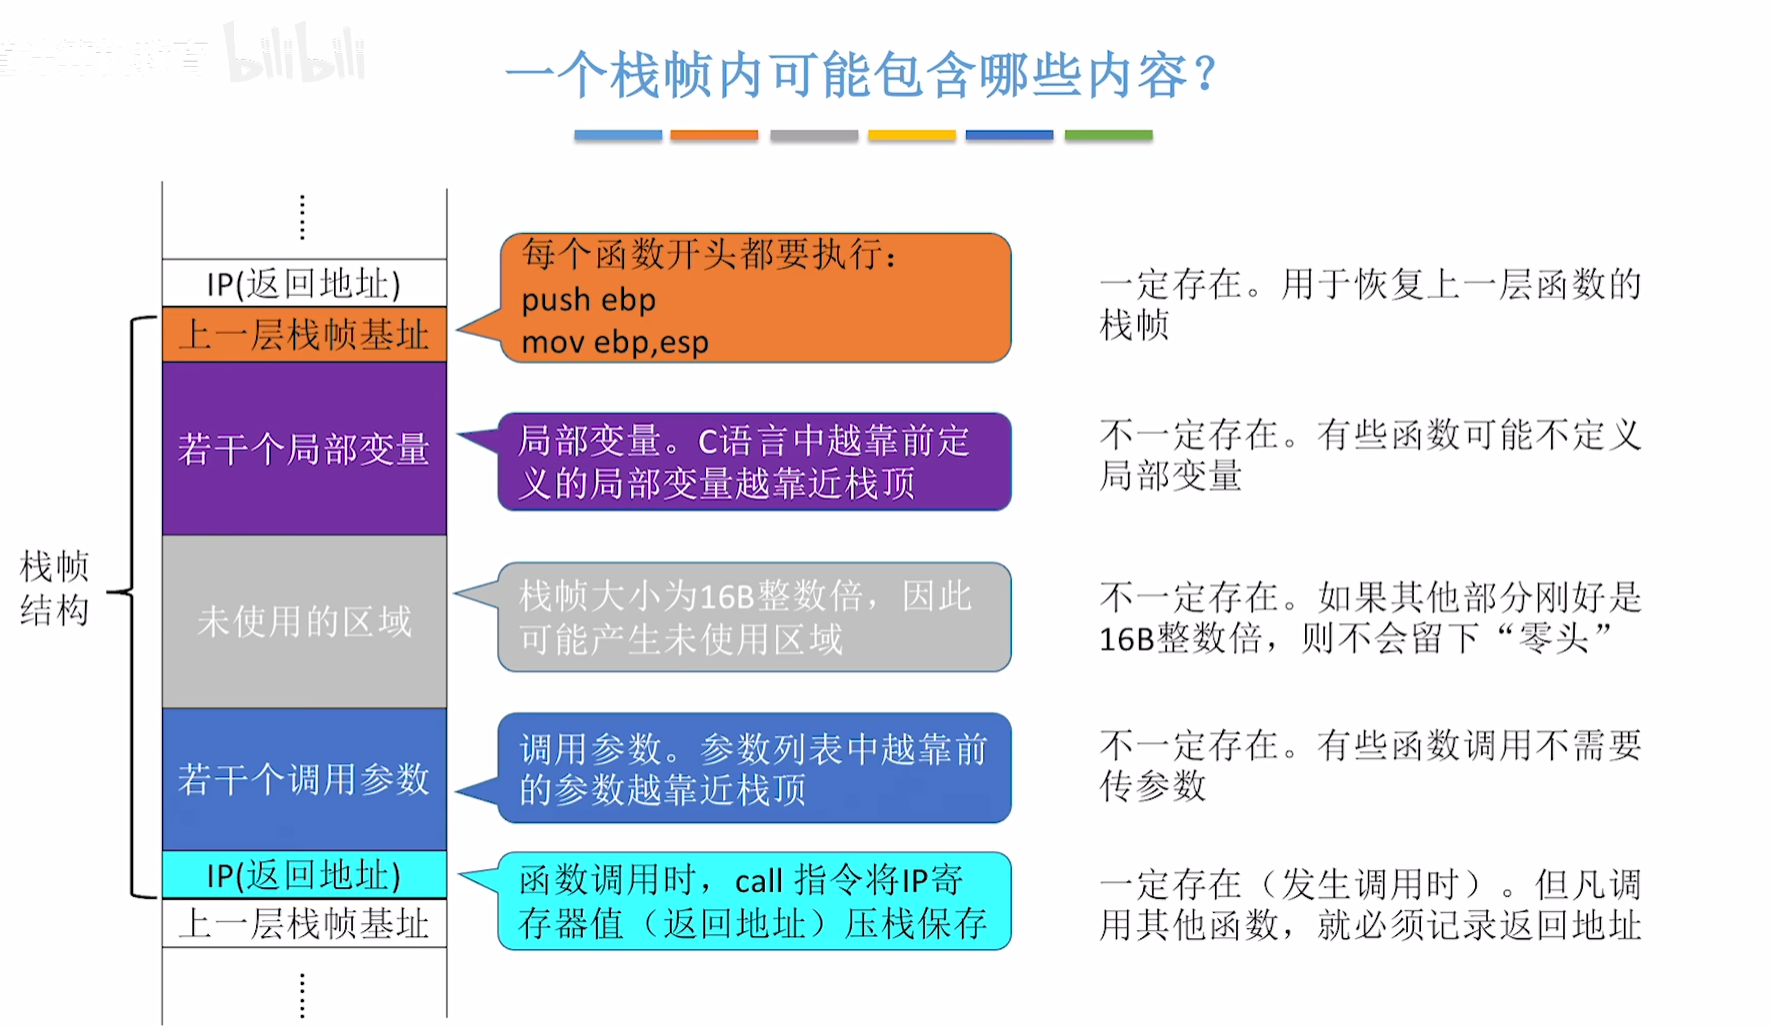 bilibili
一个栈帧内可能包含哪些内容？
IP(返回地址)
上一层栈帧基址
若干个局部变量
未使用的区域
若干个调用参数
IP(返回地址)
上一层栈帧基址
栈帧
结构
每个函数开头都要执行：
push ebp
mov ebp,esp
一定存在。用于恢复上一层函数的
栈帧
局部变量。C语言中越靠前定
义的局部变量越靠近栈顶
不一定存在。有些函数可能不定义
局部变量
栈帧大小为16B整数倍，因此
可能产生未使用区域
不一定存在。如果其他部分刚好是
16B整数倍，则不会留下“零头”
调用参数。参数列表中越靠前
的参数越靠近栈顶
不一定存在。有些函数调用不需要
传参数
函数调用时，call 指令将IP寄
存器值（返回地址）压栈保存
一定存在（发生调用时）。但凡调
用其他函数，就必须记录返回地址